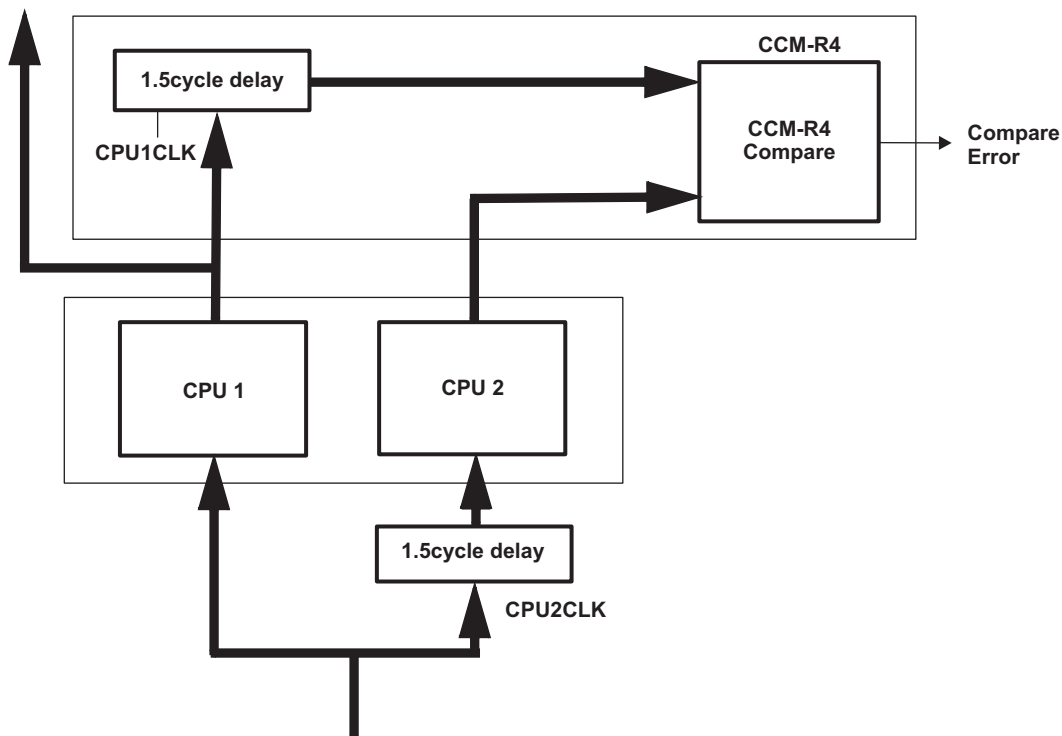 CCM-R4
1.5cycle delay
CPU1CLK
CCM-R4
Compare
Compare
Error
CPU 1
CPU 2
1.5cycle delay
CPU2CLK